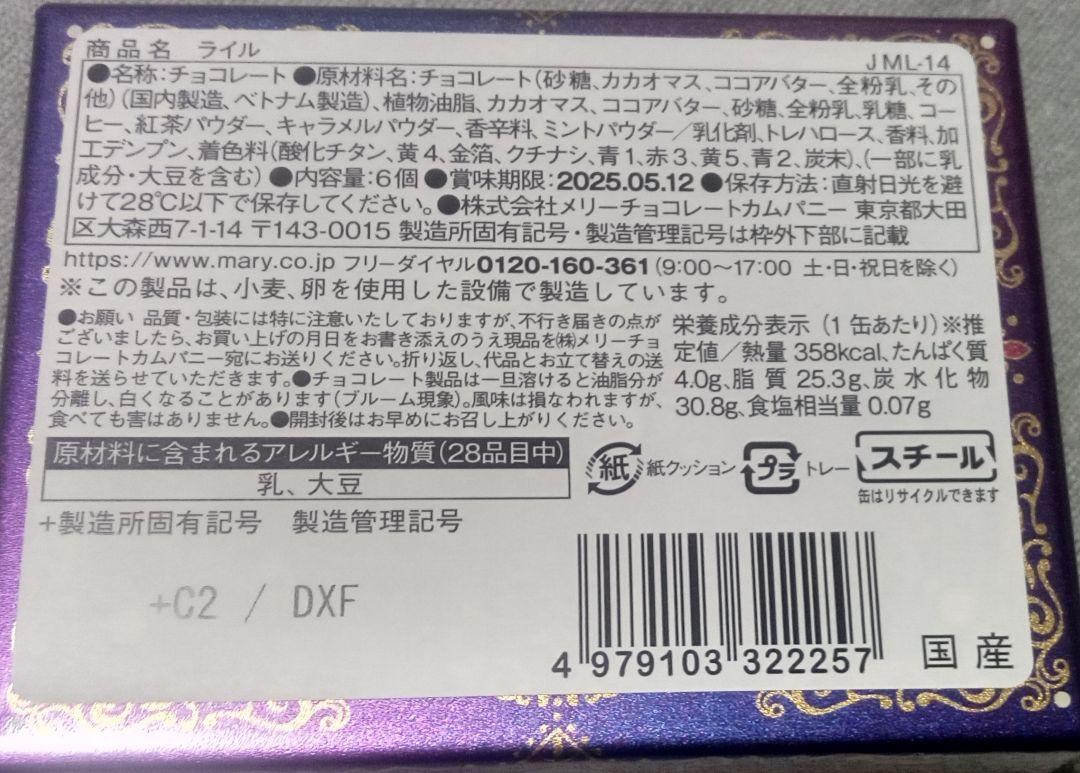 商品名 ライル
JML-14
●名称:チョコレート ●原材料名:チョコレート(砂糖、カカオマス、ココアバター、全粉乳、その
他)(国内製造、ベトナム製造)、植物油脂、カカオマス、ココアバター、砂糖、全粉乳、乳糖、コー
ヒー、紅茶パウダー、キャラメルパウダー、香辛料、ミントパウダー/乳化剤、トレハロース、香料、加
工デンプン、着色料(酸化チタン、黄4、金箔、クチナシ、青1、赤3、黄5、青2、炭末)、(一部に乳
成分・大豆を含む) ●内容量:6個 ●賞味期限:2025.05.12 ●保存方法:直射日光を避
けて28℃以下で保存してください。●株式会社メリーチョコレートカムパニー 東京都大田
区大森西7-1-14 〒143-0015 製造所固有記号・製造管理記号は枠外下部に記載
https://www.mary.co.jp フリーダイヤル0120-160-361(9:00〜17:00 土・日・祝日を除く)
※この製品は、小麦、卵を使用した設備で製造しています。
●お願い 品質・包装には特に注意いたしておりますが、不行き届きの点が
ございましたら、お買い上げの月日をお書き添えのうえ現品を㈱メリーチョ
コレートカムパニー宛にお送りください。折り返し、代品とお立て替えの送
料を送らせていただきます。●チョコレート製品は一旦溶けると油脂分が
分離し、白くなることがあります(ブルーム現象)。風味は損なわれますが、
食べても害はありません。●開封後はお早めにお召し上がりください。
栄養成分表示(1缶あたり)※推
定値/熱量 358kcal、たんぱく質
4.0g、脂質 25.3g、炭水化物
30.8g、食塩相当量 0.07g
原材料に含まれるアレルギー物質(28品目中)
乳、大豆
紙 紙クッション プラ トレー スチール
缶はリサイクルできます
+製造所固有記号 製造管理記号
+C2 / DXF
4 979103 322257
国産